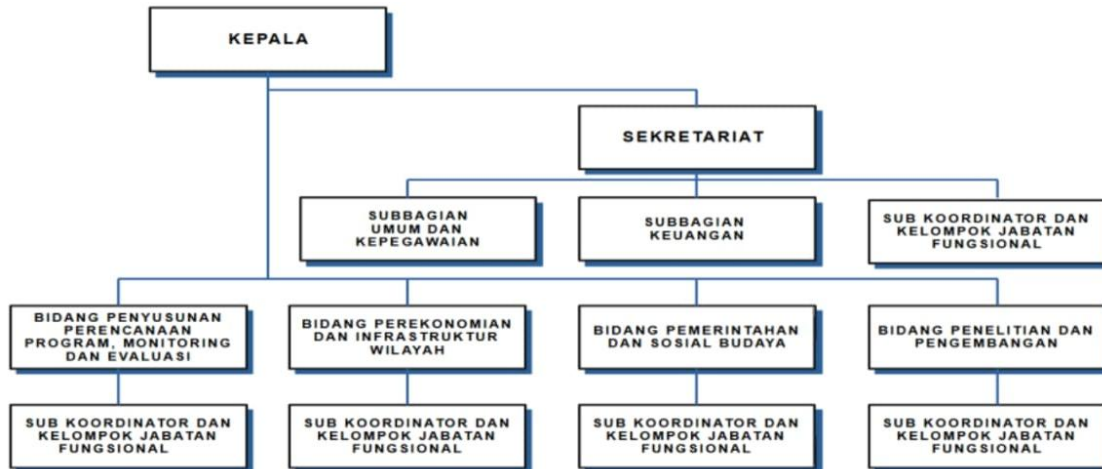 KEPALA
SEKRETARIAT
SUBBAGIAN
UMUM DAN
KEPEGAWAIAN
SUBBAGIAN
KEUANGAN
SUB KOORDINATOR DAN
KELOMPOK JABATAN
FUNGSIONAL
BIDANG PENYUSUNAN
PERENCANAAN
PROGRAM, MONITORING
DAN EVALUASI
BIDANG PEREKONOMIAN
DAN INFRASTRUKTUR
WILAYAH
BIDANG PEMERINTAHAN
DAN SOSIAL BUDAYA
BIDANG PENELITIAN DAN
PENGEMBANGAN
SUB KOORDINATOR DAN
KELOMPOK JABATAN
FUNGSIONAL
SUB KOORDINATOR DAN
KELOMPOK JABATAN
FUNGSIONAL
SUB KOORDINATOR DAN
KELOMPOK JABATAN
FUNGSIONAL
SUB KOORDINATOR DAN
KELOMPOK JABATAN
FUNGSIONAL